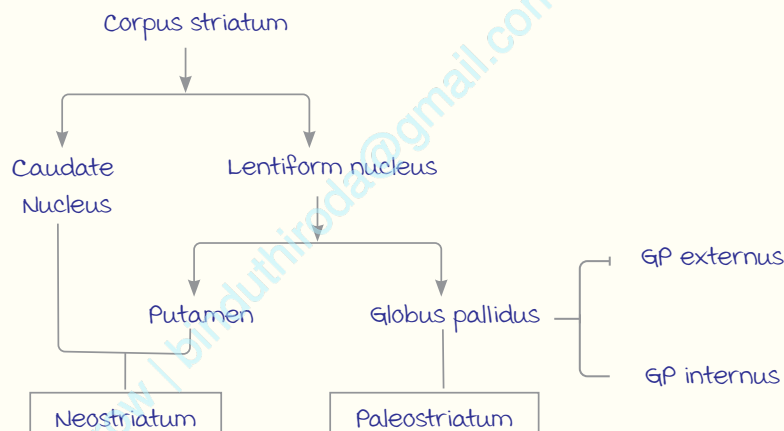 Corpus striatum
Caudate
Nucleus
Lentiform nucleus
GP externus
Putamen
Globus pallidus
GP internus
Neostriatum
Paleostriatum